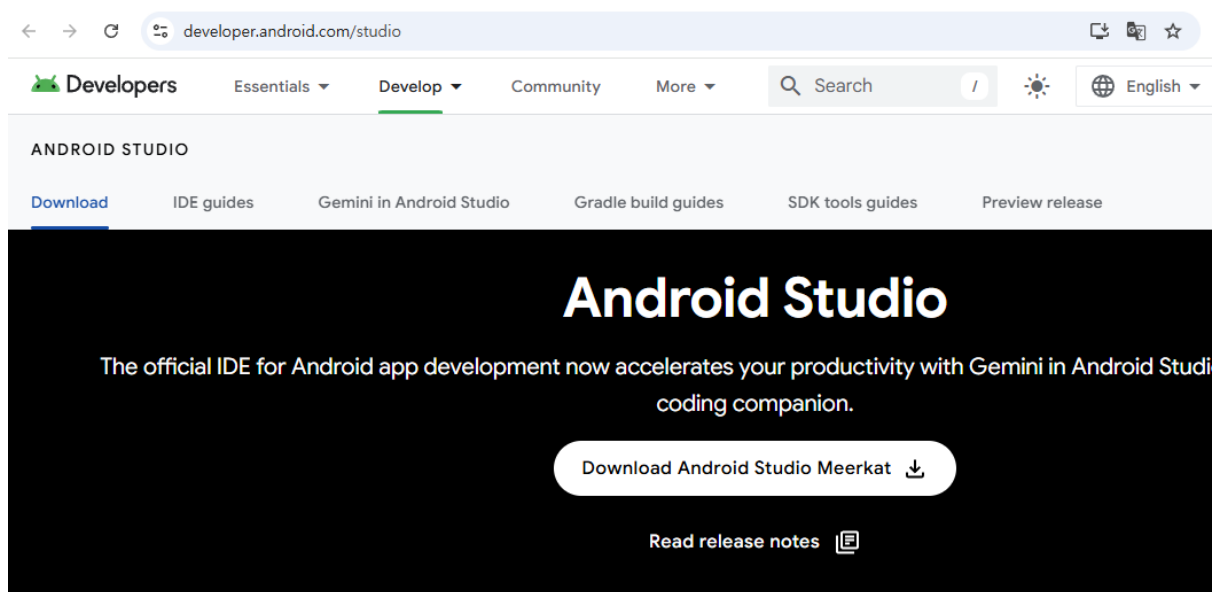 developer.android.com/studio
Developers Essentials Develop Community More Search / English
ANDROID STUDIO
Download IDE guides Gemini in Android Studio Gradle build guides SDK tools guides Preview release
Android Studio
The official IDE for Android app development now accelerates your productivity with Gemini in Android Studi
coding companion.
Download Android Studio Meerkat
Read release notes